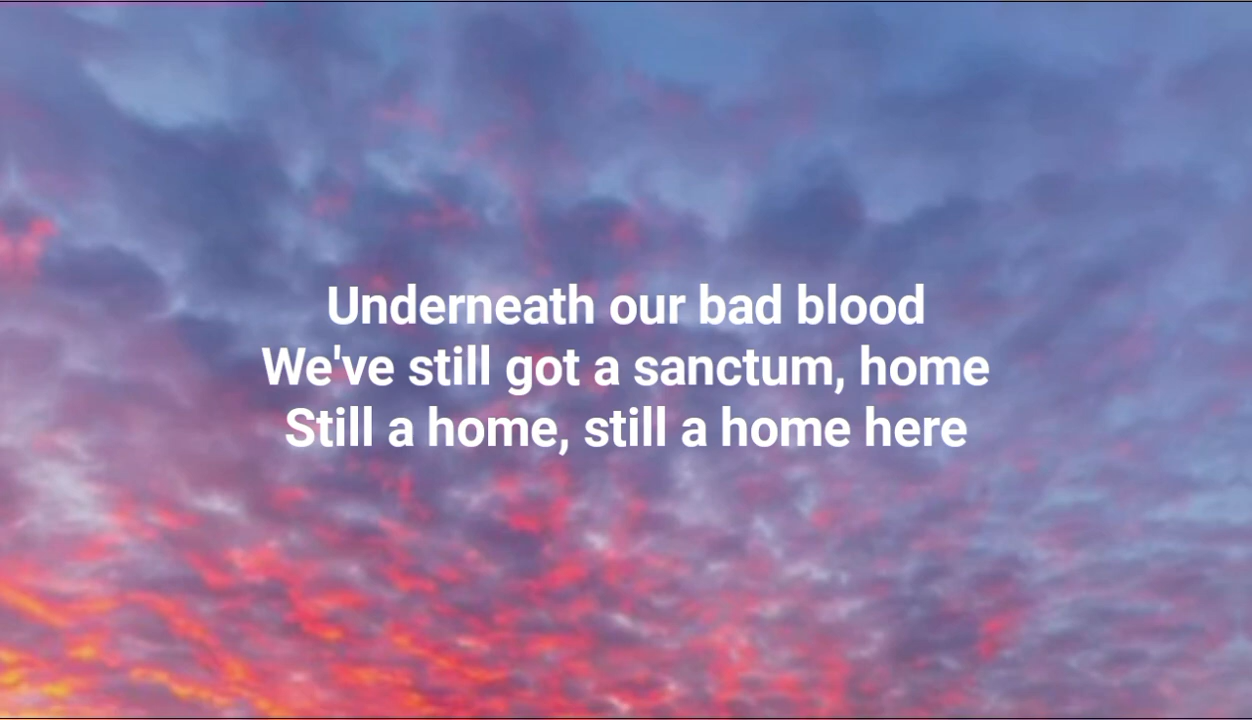 Underneath our bad blood
We've still got a sanctum, home
Still a home, still a home here